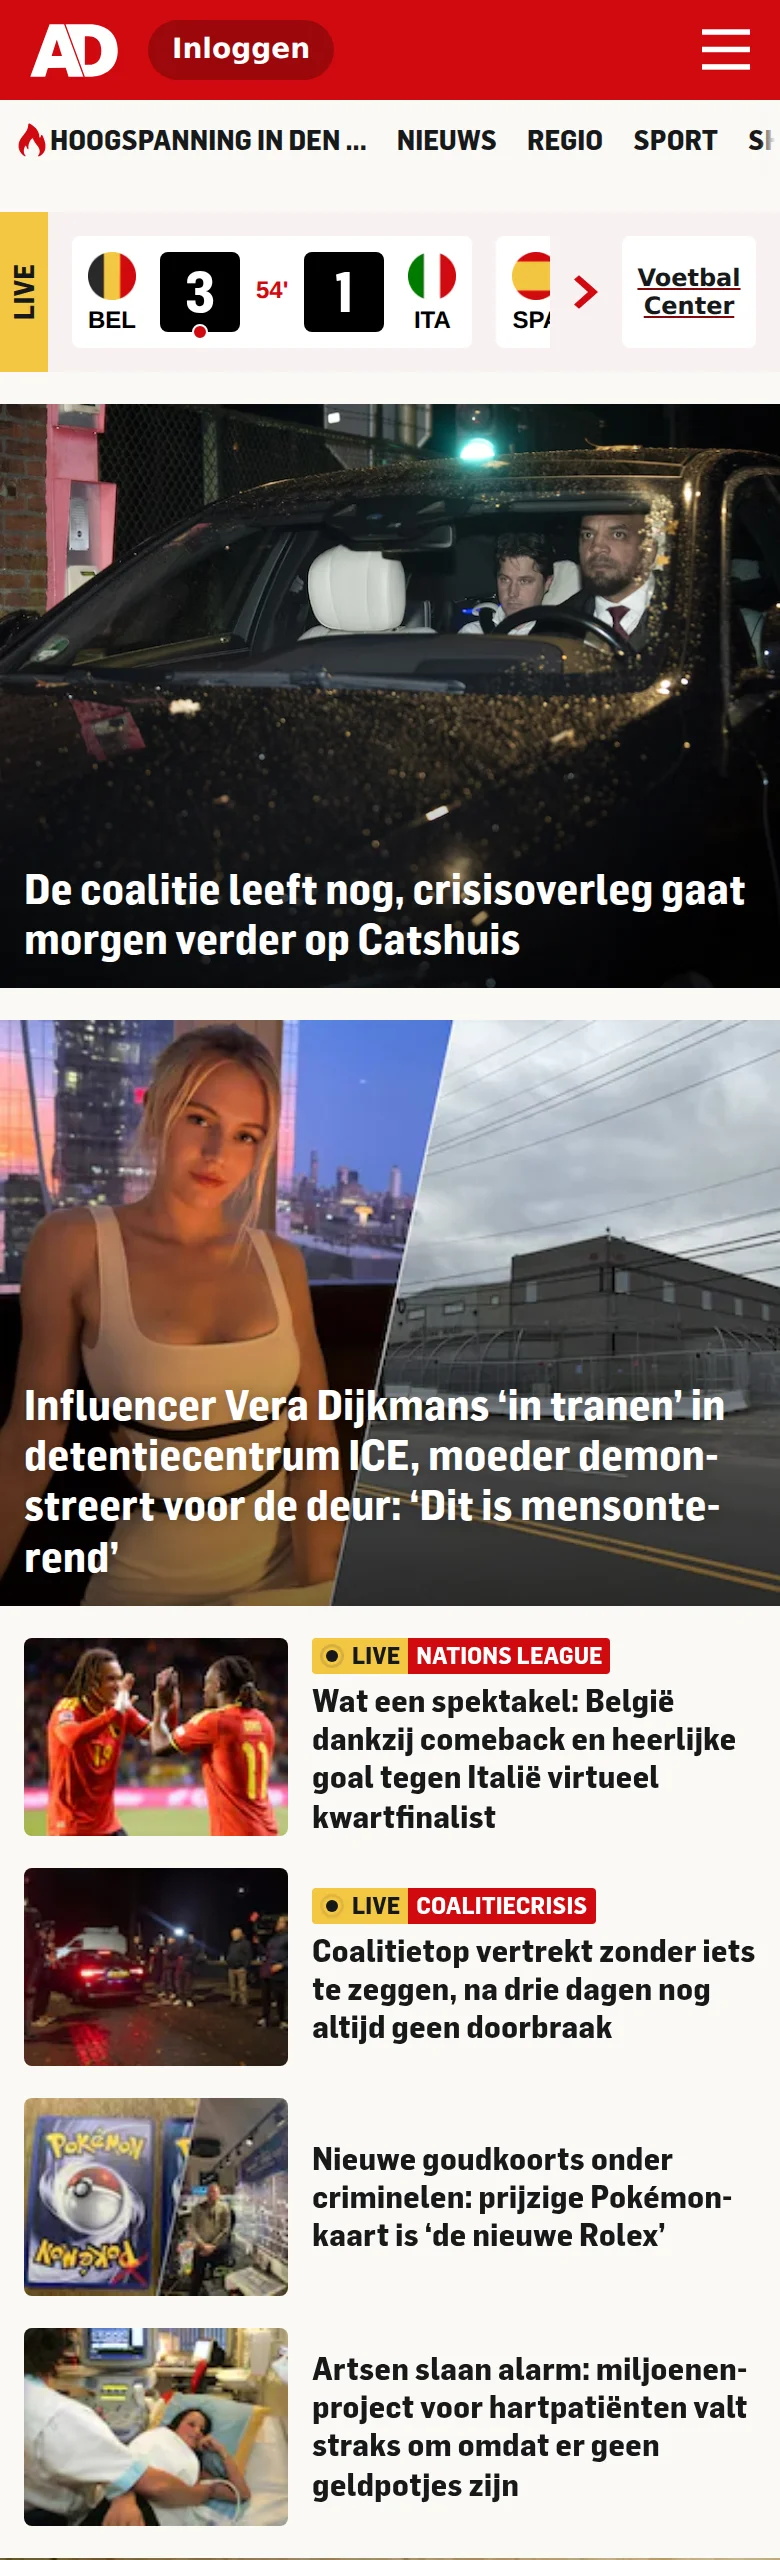 AD
Inloggen
HOOGSPANNING IN DEN ...
NIEUWS
REGIO
SPORT
LIVE
BEL
3
54'
1
ITA
Voetbal
Center
De coalitie leeft nog, crisisoverleg gaat
morgen verder op Catshuis
Influencer Vera Dijkmans ‘in tranen’ in
detentiecentrum ICE, moeder demon-
streert voor de deur: ‘Dit is mensonte-
rend’
LIVE NATIONS LEAGUE
Wat een spektakel: België
dankzij comeback en heerlijke
goal tegen Italië virtueel
kwartfinalist
19
11
LIVE COALITIECRISIS
Coalitietop vertrekt zonder iets
te zeggen, na drie dagen nog
altijd geen doorbraak
Pokémon
Pokémon
Nieuwe goudkoorts onder
criminelen: prijzige Pokémon-
kaart is ‘de nieuwe Rolex’
Artsen slaan alarm: miljoenen-
project voor hartpatiënten valt
straks om omdat er geen
geldpotjes zijn